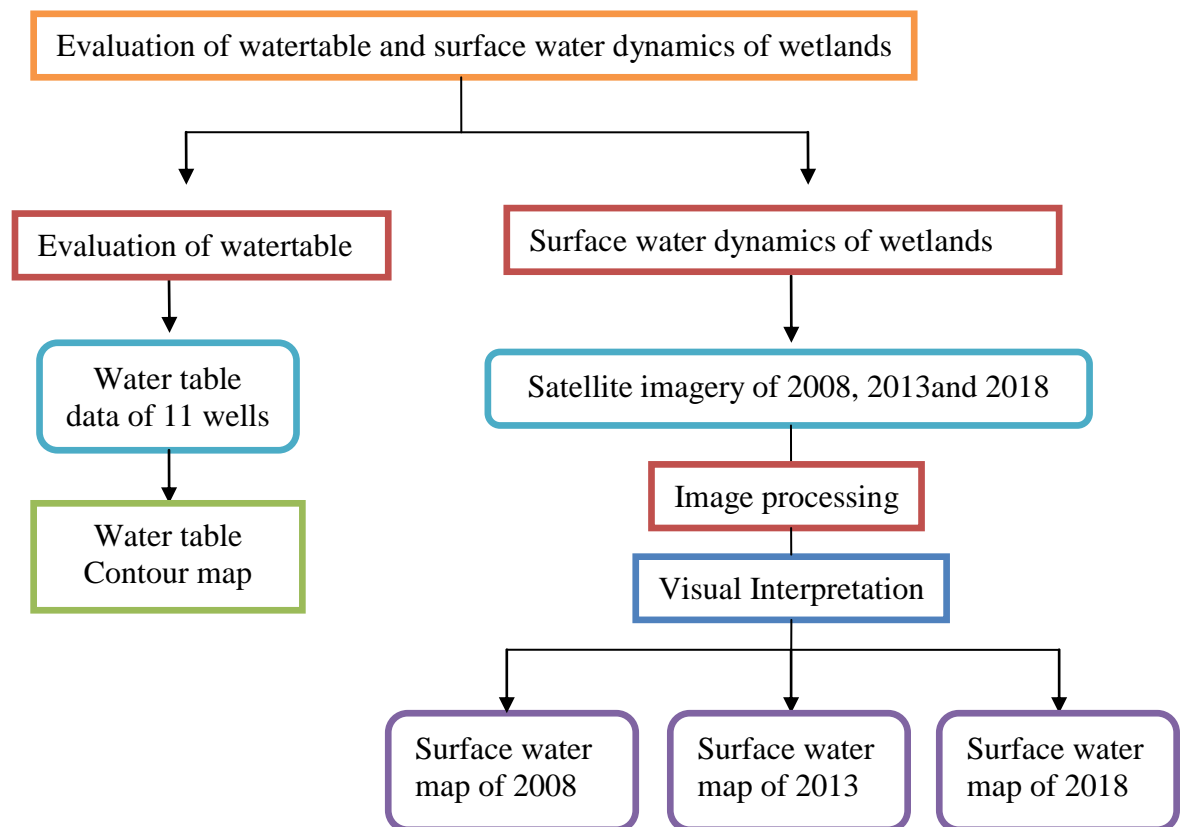 Evaluation of watertable and surface water dynamics of wetlands
Evaluation of watertable
Surface water dynamics of wetlands
Water table
data of 11 wells
Satellite imagery of 2008, 2013and 2018
Water table
Contour map
Image processing
Visual Interpretation
Surface water
map of 2008
Surface water
map of 2013
Surface water
map of 2018